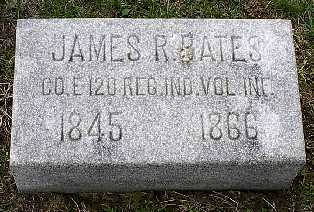 JAMES R. BATES
CO. E 120 REG. IND. VOL. INF.
1845 1866